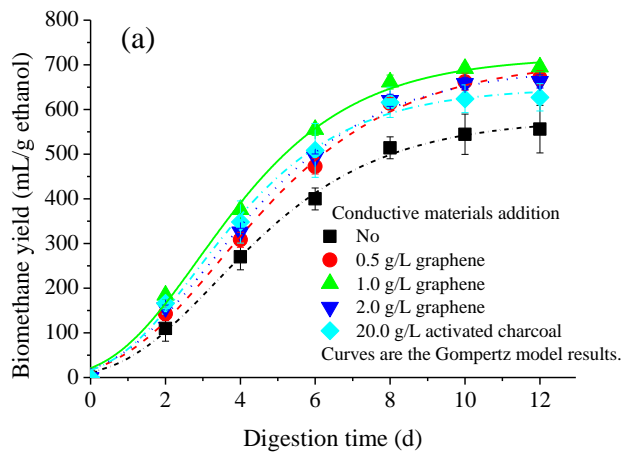 (a)
Biomethane yield (mL/g ethanol)
800
700
600
500
400
300
200
100
0
Conductive materials addition
No
0.5 g/L graphene
1.0 g/L graphene
2.0 g/L graphene
20.0 g/L activated charcoal
Curves are the Gompertz model results.
0 2 4 6 8 10 12
Digestion time (d)